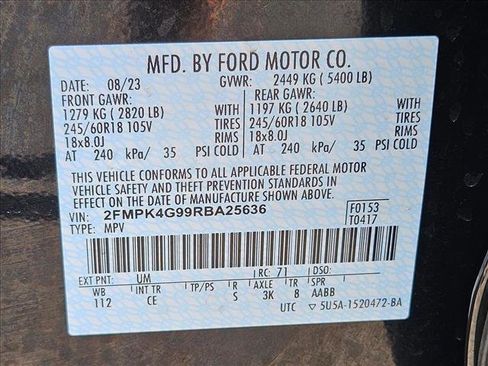 MFD. BY FORD MOTOR CO.
DATE: 08/23 GVWR: 2449 KG (5400 LB)
FRONT GAWR: REAR GAWR:
1279 KG (2820 LB) WITH 1197 KG (2640 LB) WITH
245/60R18 105V TIRES 245/60R18 105V TIRES
18x8.0J RIMS 18x8.0J RIMS
AT 240 kPa/ 35 PSI COLD AT 240 kPa/ 35 PSI COLD
THIS VEHICLE CONFORMS TO ALL APPLICABLE FEDERAL MOTOR
VEHICLE SAFETY AND THEFT PREVENTION STANDARDS IN
EFFECT ON THE DATE OF MANUFACTURE SHOWN ABOVE.
VIN: 2FMPK4G99RBA25636 F0153
TYPE: MPV T0417
EXT PNT: UM RC: 71 DSO:
WB INT TR TP/PS R AXLE TR SPR
112 CE S 3K 8 AABB
UTC ▽ 5U5A-1520472-BA